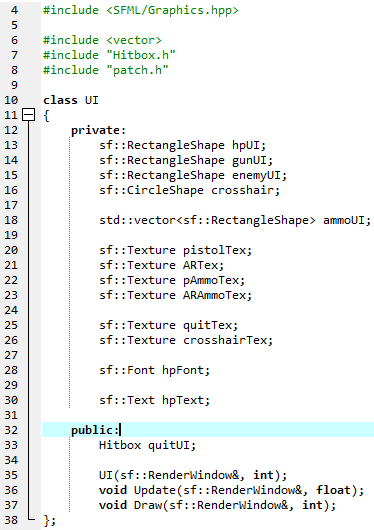 4 #include <SFML/Graphics.hpp>
5
6 #include <vector>
7 #include "Hitbox.h"
8 #include "patch.h"
9
10 class UI
11 {
12 private:
13 sf::RectangleShape hpUI;
14 sf::RectangleShape gunUI;
15 sf::RectangleShape enemyUI;
16 sf::CircleShape crosshair;
17
18 std::vector<sf::RectangleShape> ammoUI;
19
20 sf::Texture pistolTex;
21 sf::Texture ARTex;
22 sf::Texture pAmmoTex;
23 sf::Texture ARAmmoTex;
24
25 sf::Texture quitTex;
26 sf::Texture crosshairTex;
27
28 sf::Font hpFont;
29
30 sf::Text hpText;
31
32 public:
33 Hitbox quitUI;
34
35 UI(sf::RenderWindow&, int);
36 void Update(sf::RenderWindow&, float);
37 void Draw(sf::RenderWindow&, int);
38 };